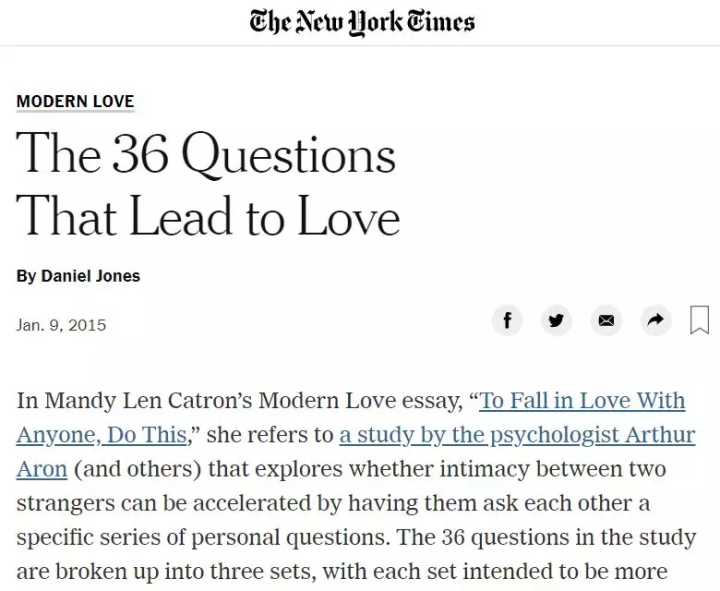 The New York Times
MODERN LOVE
The 36 Questions
That Lead to Love
By Daniel Jones
Jan. 9, 2015
In Mandy Len Catron’s Modern Love essay, “To Fall in Love With
Anyone, Do This,” she refers to a study by the psychologist Arthur
Aron (and others) that explores whether intimacy between two
strangers can be accelerated by having them ask each other a
specific series of personal questions. The 36 questions in the study
are broken up into three sets, with each set intended to be more